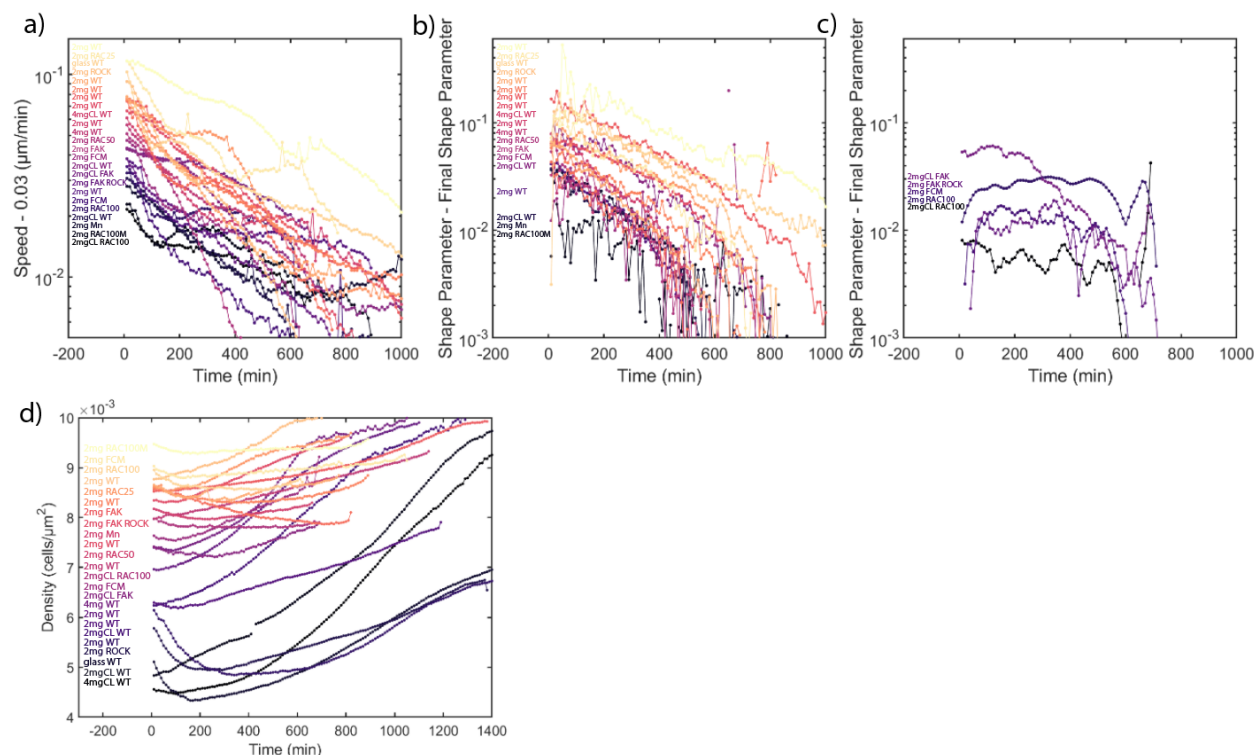 a)
Speed - 0.03 (μm/min)
10-1
10-2
2mg WT
2mg RAC25
glass WT
2mg ROCK
2mg WT
2mg WT
2mg WT
4mgCL WT
2mg WT
4mg WT
2mg RAC50
2mg FAK
2mg FCM
2mgCL WT
2mgCL FAK
2mg FAK ROCK
2mg WT
2mg FCM
2mg RAC100
2mgCL WT
2mg Mn
2mg RAC100M
2mgCL RAC100
-200 0 200 400 600 800 1000
Time (min)
b)
Shape Parameter - Final Shape Parameter
10-1
10-2
10-3
2mg WT
2mg RAC25
glass WT
2mg ROCK
2mg WT
2mg WT
2mg WT
4mgCL WT
2mg WT
4mg WT
2mg RAC50
2mg FAK
2mg FCM
2mgCL WT
2mg WT
2mgCL WT
2mg Mn
2mg RAC100M
-200 0 200 400 600 800 1000
Time (min)
c)
Shape Parameter - Final Shape Parameter
10-1
10-2
10-3
2mgCL FAK
2mg FAK ROCK
2mg FCM
2mg RAC100
2mgCL RAC100
-200 0 200 400 600 800 1000
Time (min)
d)
×10-3
Density (cells/μm2)
10
9
8
7
6
5
4
2mg RAC100M
2mg FCM
2mg RAC100
2mg WT
2mg RAC25
2mg WT
2mg FAK
2mg FAK ROCK
2mg Mn
2mg WT
2mg RAC50
2mg WT
2mgCL RAC100
2mg FCM
2mgCL FAK
4mg WT
2mg WT
2mg WT
2mgCL WT
2mg WT
2mg ROCK
glass WT
2mgCL WT
4mgCL WT
-200 0 200 400 600 800 1000 1200 1400
Time (min)